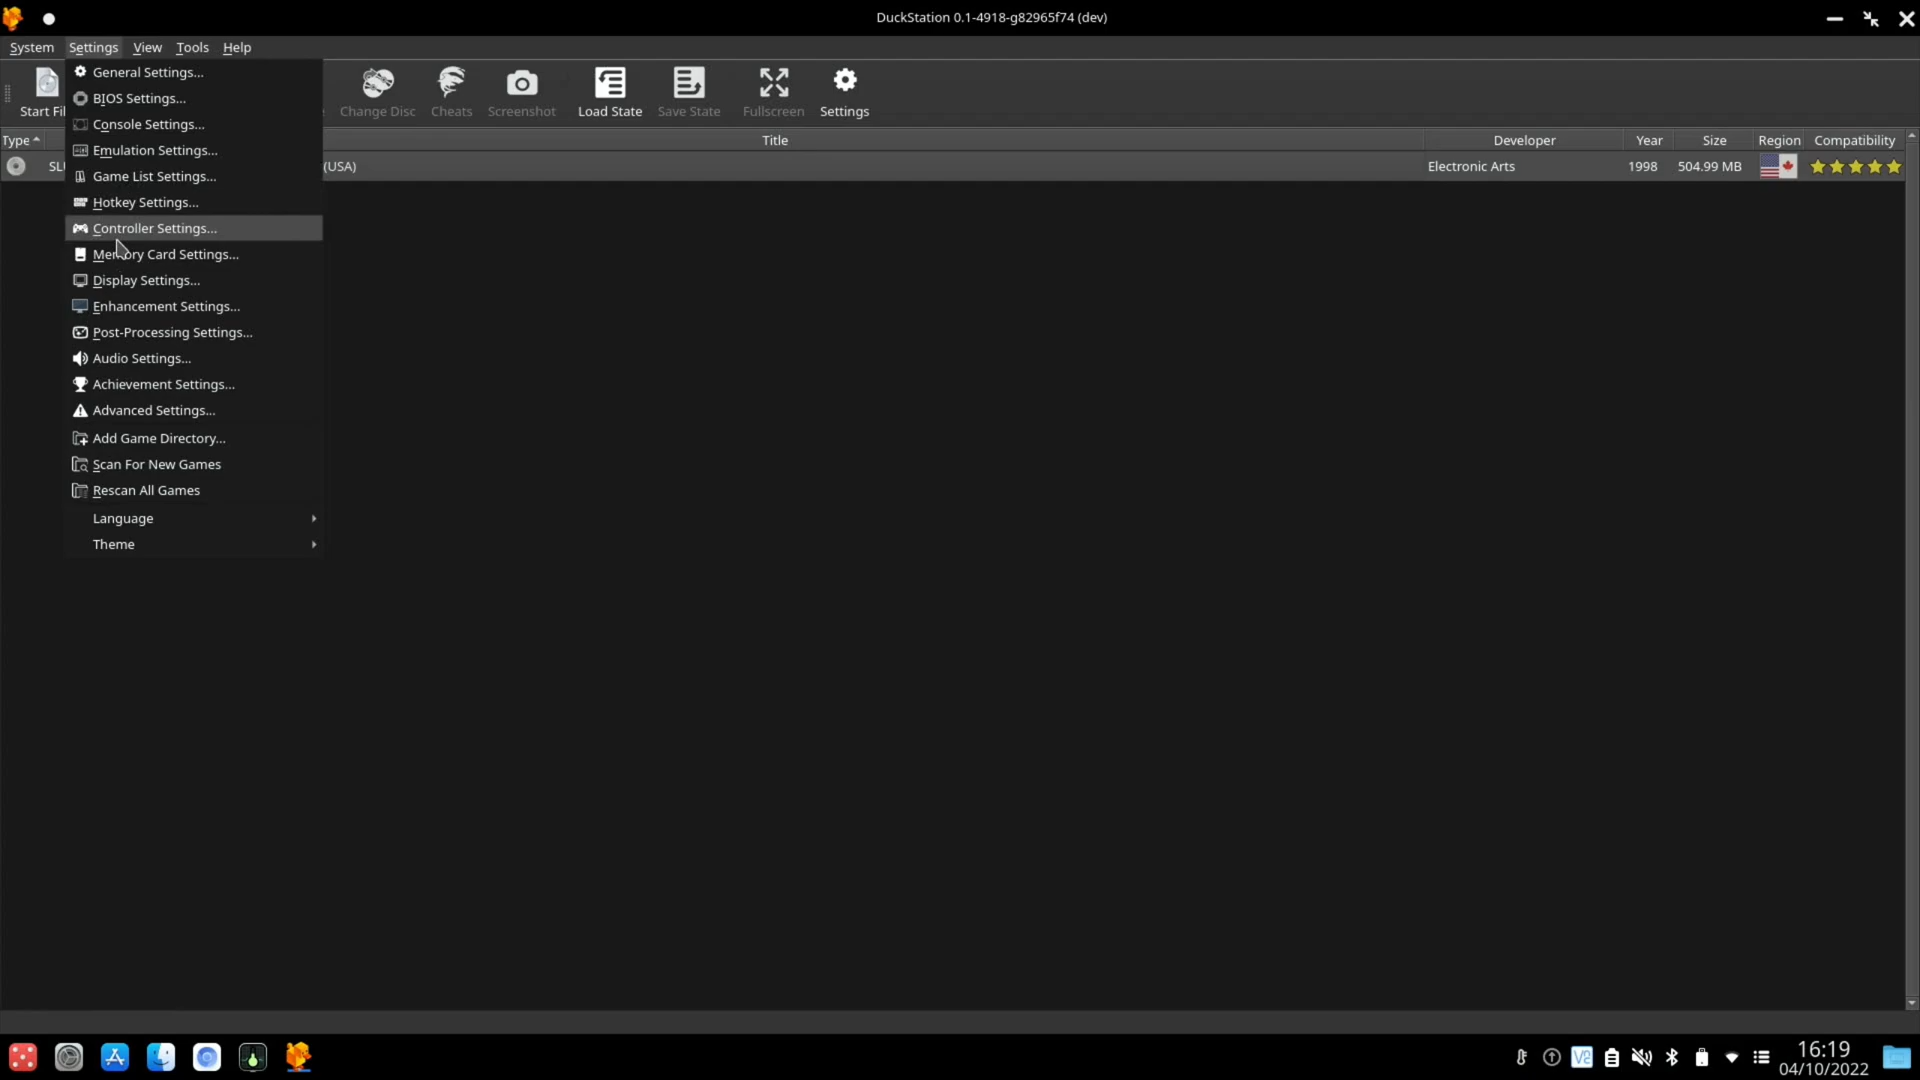 DuckStation 0.1-4918-g82965f74 (dev)
System Settings View Tools Help
Start Fil Change Disc Cheats Screenshot Load State Save State Fullscreen Settings
Type Title Developer Year Size Region Compatibility
(USA) Electronic Arts 1998 504.99 MB
General Settings...
BIOS Settings...
Console Settings...
Emulation Settings...
Game List Settings...
Hotkey Settings...
Controller Settings...
Memory Card Settings...
Display Settings...
Enhancement Settings...
Post-Processing Settings...
Audio Settings...
Achievement Settings...
Advanced Settings...
Add Game Directory...
Scan For New Games
Rescan All Games
Language
Theme
16:19
04/10/2022